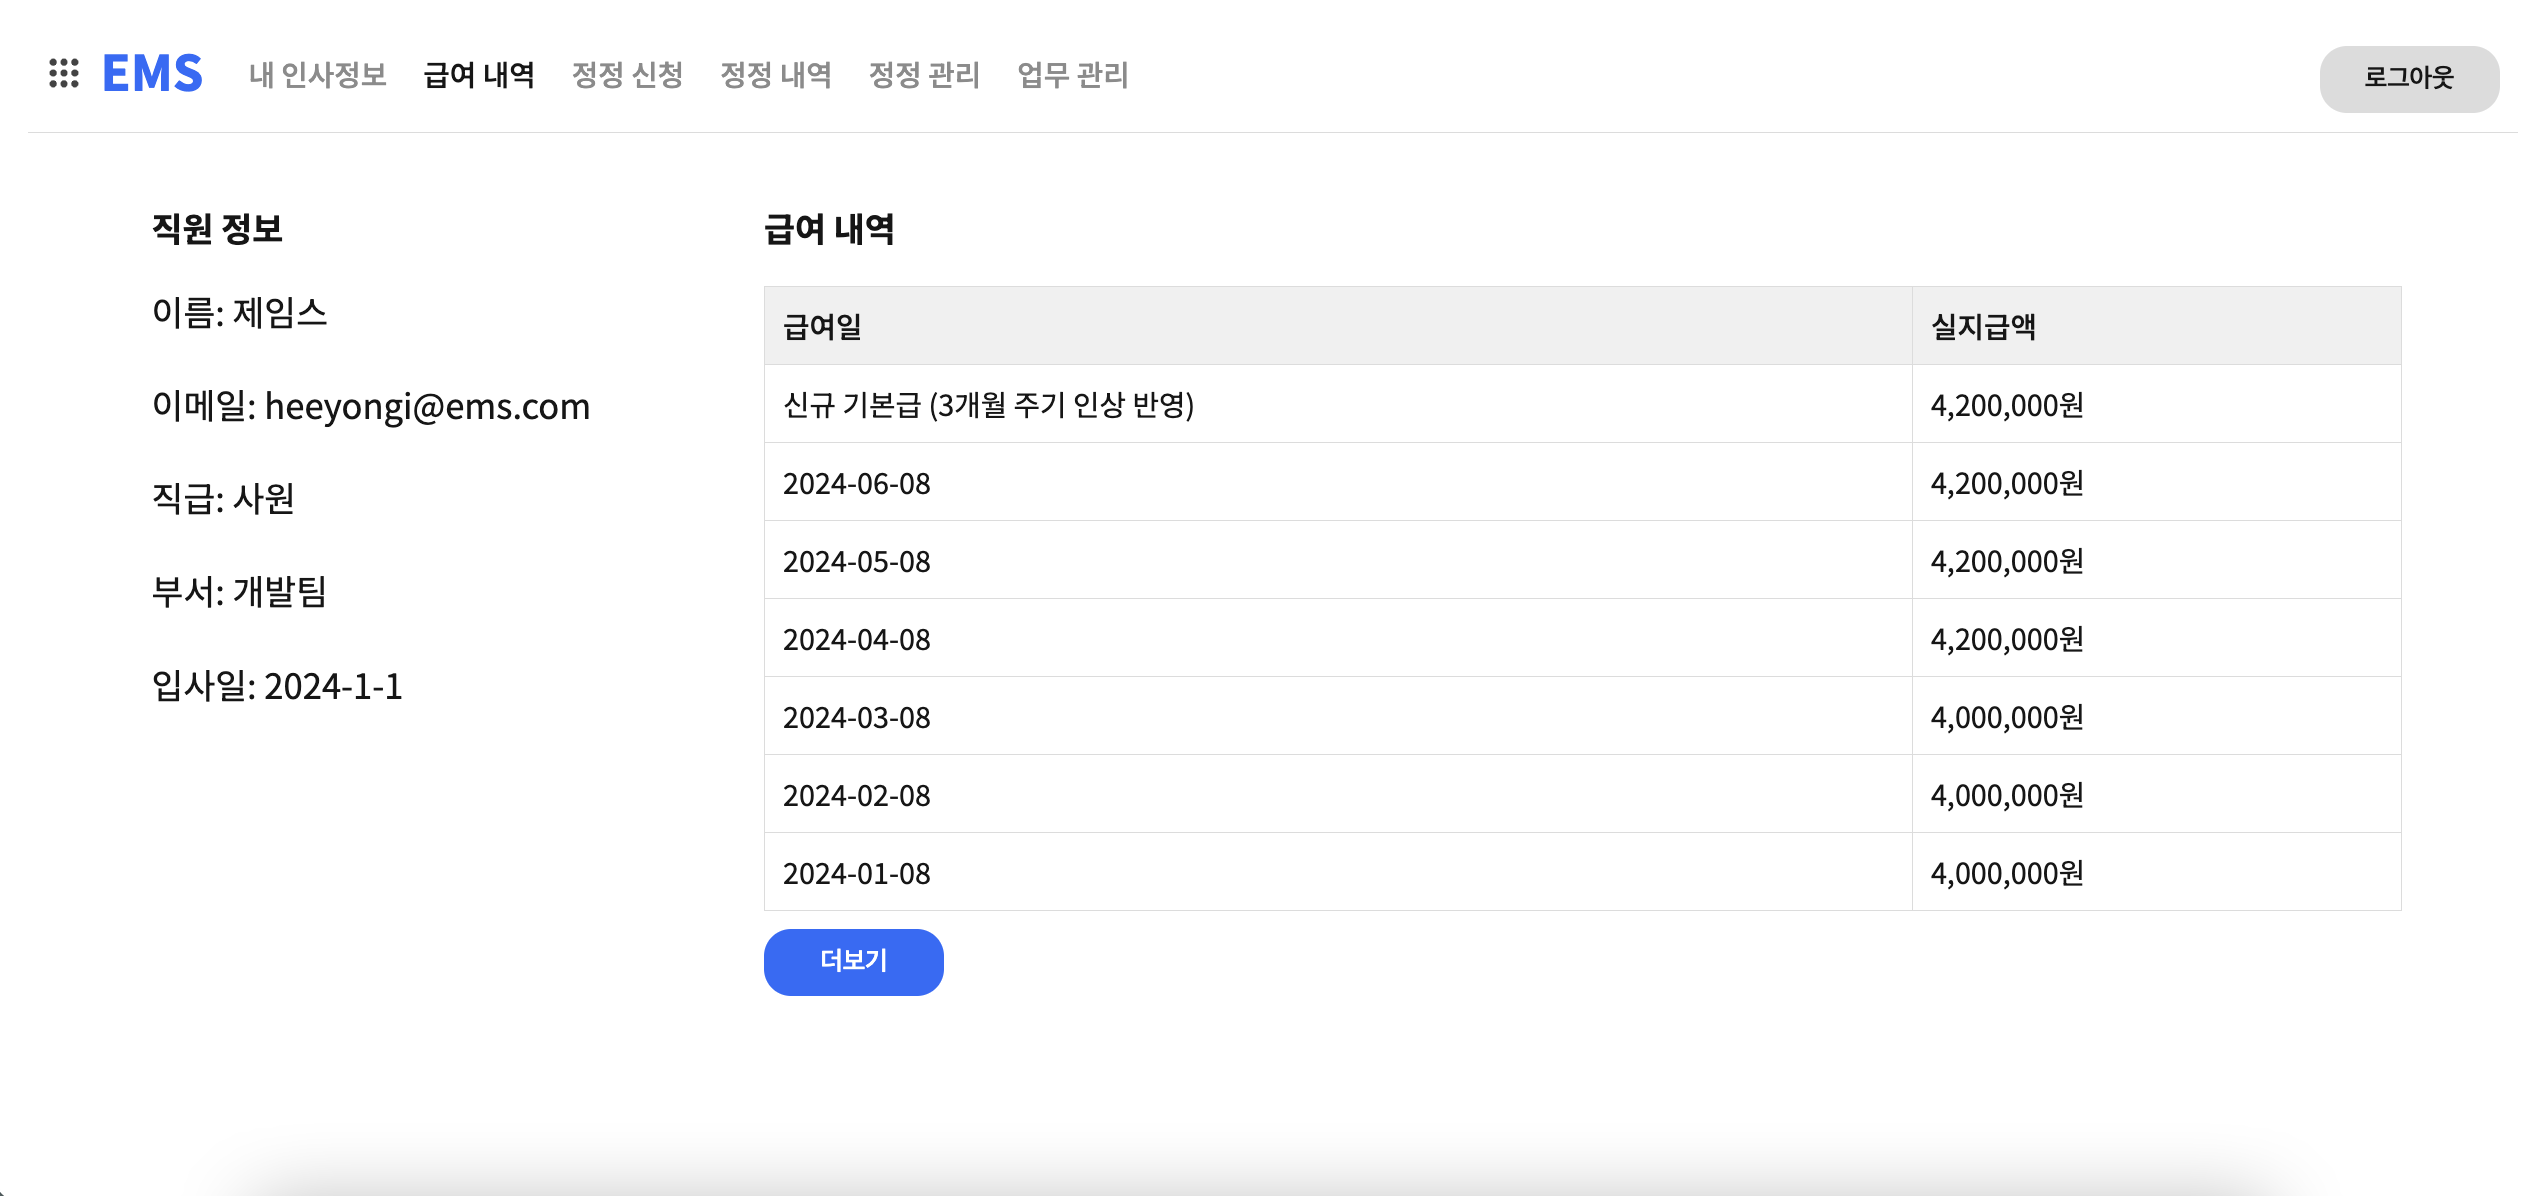 EMS 내 인사정보 급여 내역 정정 신청 정정 내역 정정 관리 업무 관리 로그아웃
직원 정보
이름: 제임스
이메일: heeyongi@ems.com
직급: 사원
부서: 개발팀
입사일: 2024-1-1
급여 내역
급여일 실지급액
신규 기본급 (3개월 주기 인상 반영) 4,200,000원
2024-06-08 4,200,000원
2024-05-08 4,200,000원
2024-04-08 4,200,000원
2024-03-08 4,000,000원
2024-02-08 4,000,000원
2024-01-08 4,000,000원
더보기